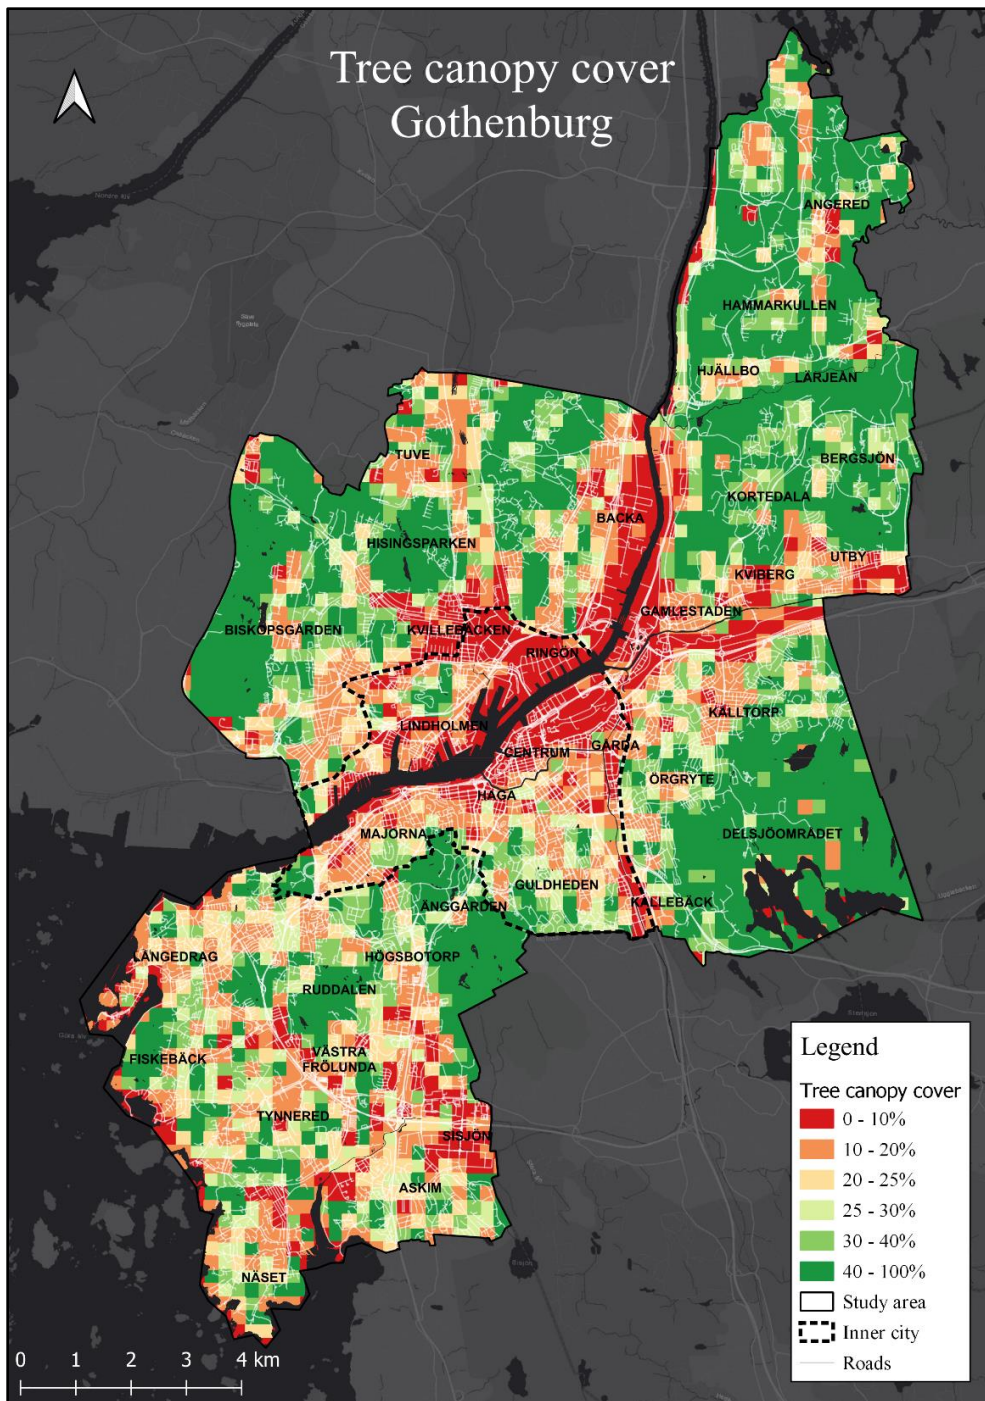 Tree canopy cover
Gothenburg
ANGERED
HAMMARKULLEN
HJÄLLBO
LÄRJEÅN
TUVE
BERGSJÖN
KORTEDALA
BACKA
HISINGSPARKEN
UTBY
KVIBERG
GAMLESTADEN
BISKOPSGÅRDEN
KVILLEBÄCKEN
RINGÖN
KÄLLTORP
LINDHOLMEN
CENTRUM
GÅRDA
ÖRGRYTE
HAGA
MAJORNA
DELSJÖOMRÅDET
GULDHEDEN
KALLEBÄCK
ÄNGGÅRDEN
LÅNGEDRAG
HÖGSBOTORP
RUDDALEN
FISKEBÄCK
VÄSTRA
FRÖLUNDA
TYNNERED
SISJÖN
ASKIM
NÄSET
Legend
Tree canopy cover
0 - 10%
10 - 20%
20 - 25%
25 - 30%
30 - 40%
40 - 100%
Study area
Inner city
Roads
0 1 2 3 4 km